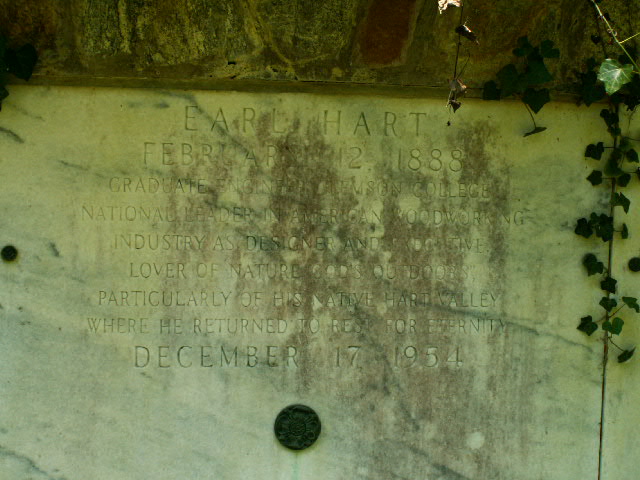 EARL HART
FEBRUARY 12 1888
GRADUATE ENGINEER CLEMSON COLLEGE
NATIONAL LEADER IN AMERICAN WOODWORKING
INDUSTRY AS DESIGNER AND EXECUTIVE
LOVER OF NATURE GOD'S OUTDOORS
PARTICULARLY OF HIS NATIVE HART VALLEY
WHERE HE RETURNED TO REST FOR ETERNITY
DECEMBER 17 1954